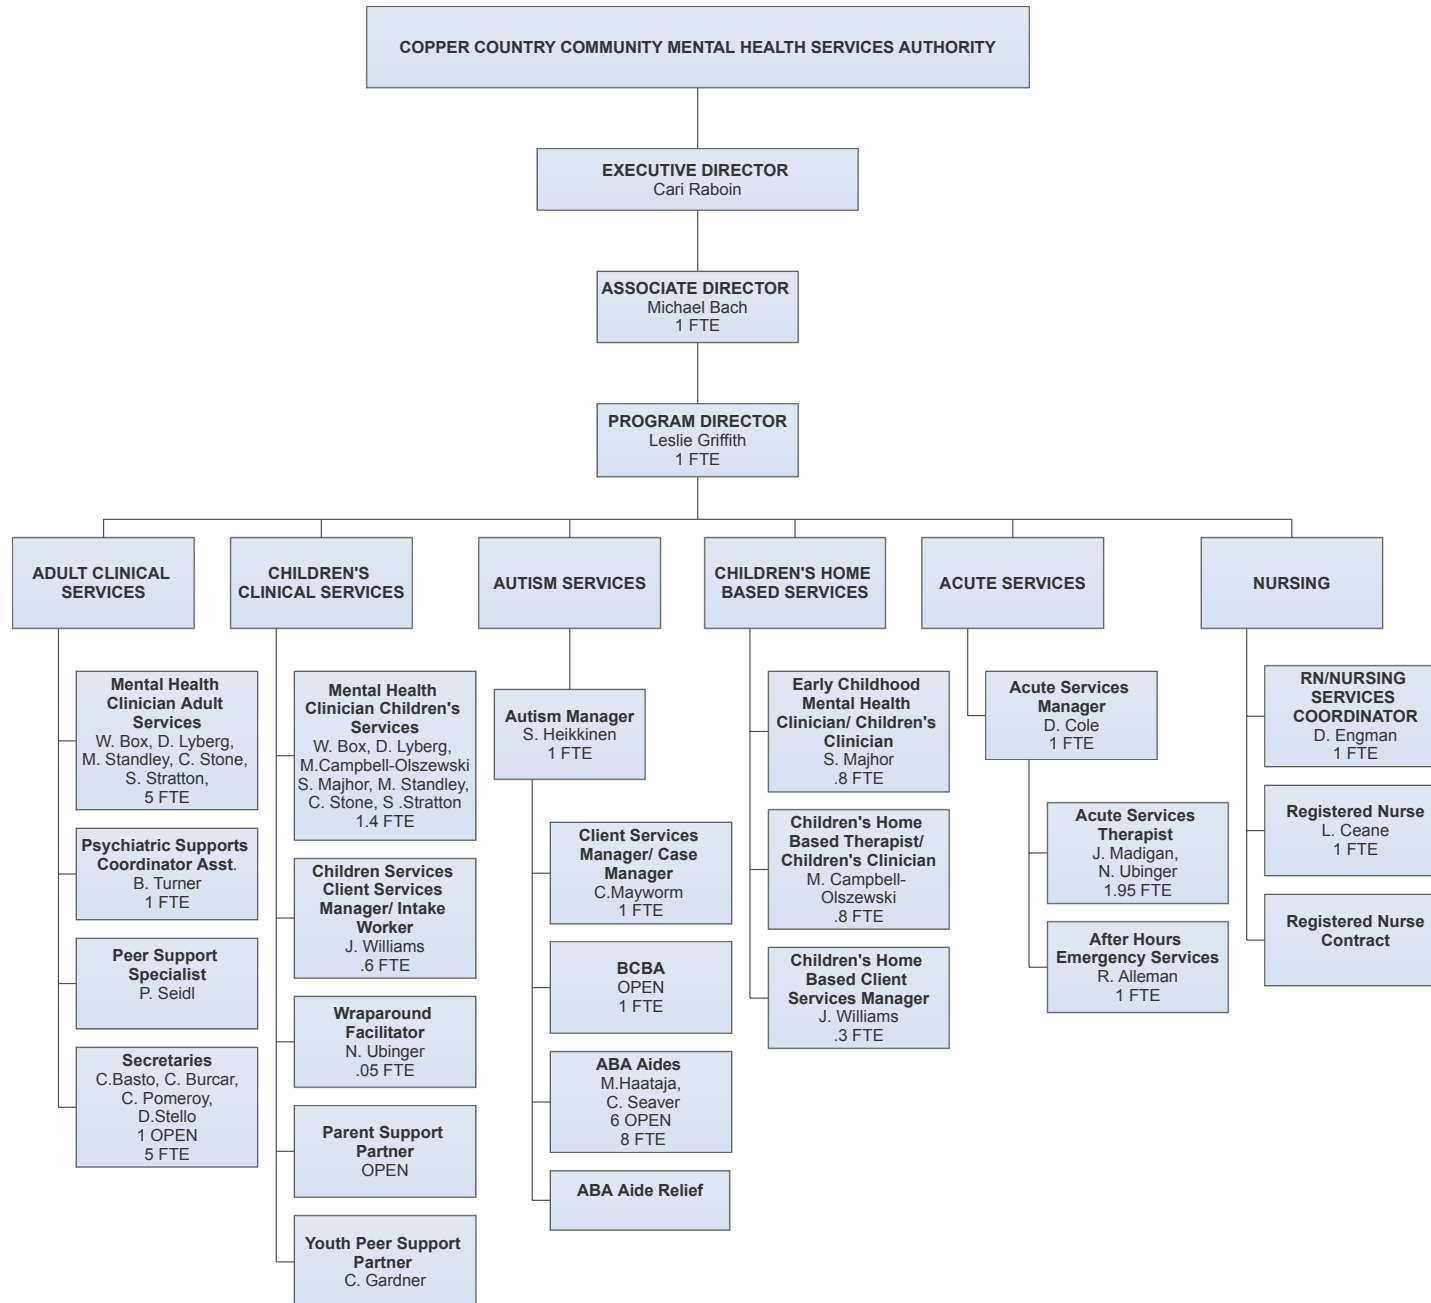 COPPER COUNTRY COMMUNITY MENTAL HEALTH SERVICES AUTHORITY
EXECUTIVE DIRECTOR
Cari Raboin
ASSOCIATE DIRECTOR
Michael Bach
1 FTE
PROGRAM DIRECTOR
Leslie Griffith
1 FTE
ADULT CLINICAL
SERVICES
Mental Health
Clinician Adult
Services
W. Box, D. Lyberg,
M. Standley, C. Stone,
S. Stratton,
5 FTE
Psychiatric Supports
Coordinator Asst.
B. Turner
1 FTE
Peer Support
Specialist
P. Seidl
Secretaries
C.Basto, C. Burcar,
C. Pomeroy,
D.Stello
1 OPEN
5 FTE
CHILDREN'S
CLINICAL SERVICES
Mental Health
Clinician Children's
Services
W. Box, D. Lyberg,
M.Campbell-Olszewski
S. Majhor, M. Standley,
C. Stone, S .Stratton
1.4 FTE
Children Services
Client Services
Manager/ Intake
Worker
J. Williams
.6 FTE
Wraparound
Facilitator
N. Ubinger
.05 FTE
Parent Support
Partner
OPEN
Youth Peer Support
Partner
C. Gardner
AUTISM SERVICES
Autism Manager
S. Heikkinen
1 FTE
Client Services
Manager/ Case
Manager
C.Mayworm
1 FTE
BCBA
OPEN
1 FTE
ABA Aides
M.Haataja,
C. Seaver
6 OPEN
8 FTE
ABA Aide Relief
CHILDREN'S HOME
BASED SERVICES
Early Childhood
Mental Health
Clinician/ Children's
Clinician
S. Majhor
.8 FTE
Children's Home
Based Therapist/
Children's Clinician
M. Campbell-
Olszewski
.8 FTE
Children's Home
Based Client
Services Manager
J. Williams
.3 FTE
ACUTE SERVICES
Acute Services
Manager
D. Cole
1 FTE
Acute Services
Therapist
J. Madigan,
N. Ubinger
1.95 FTE
After Hours
Emergency Services
R. Alleman
1 FTE
NURSING
RN/NURSING
SERVICES
COORDINATOR
D. Engman
1 FTE
Registered Nurse
L. Ceane
1 FTE
Registered Nurse
Contract